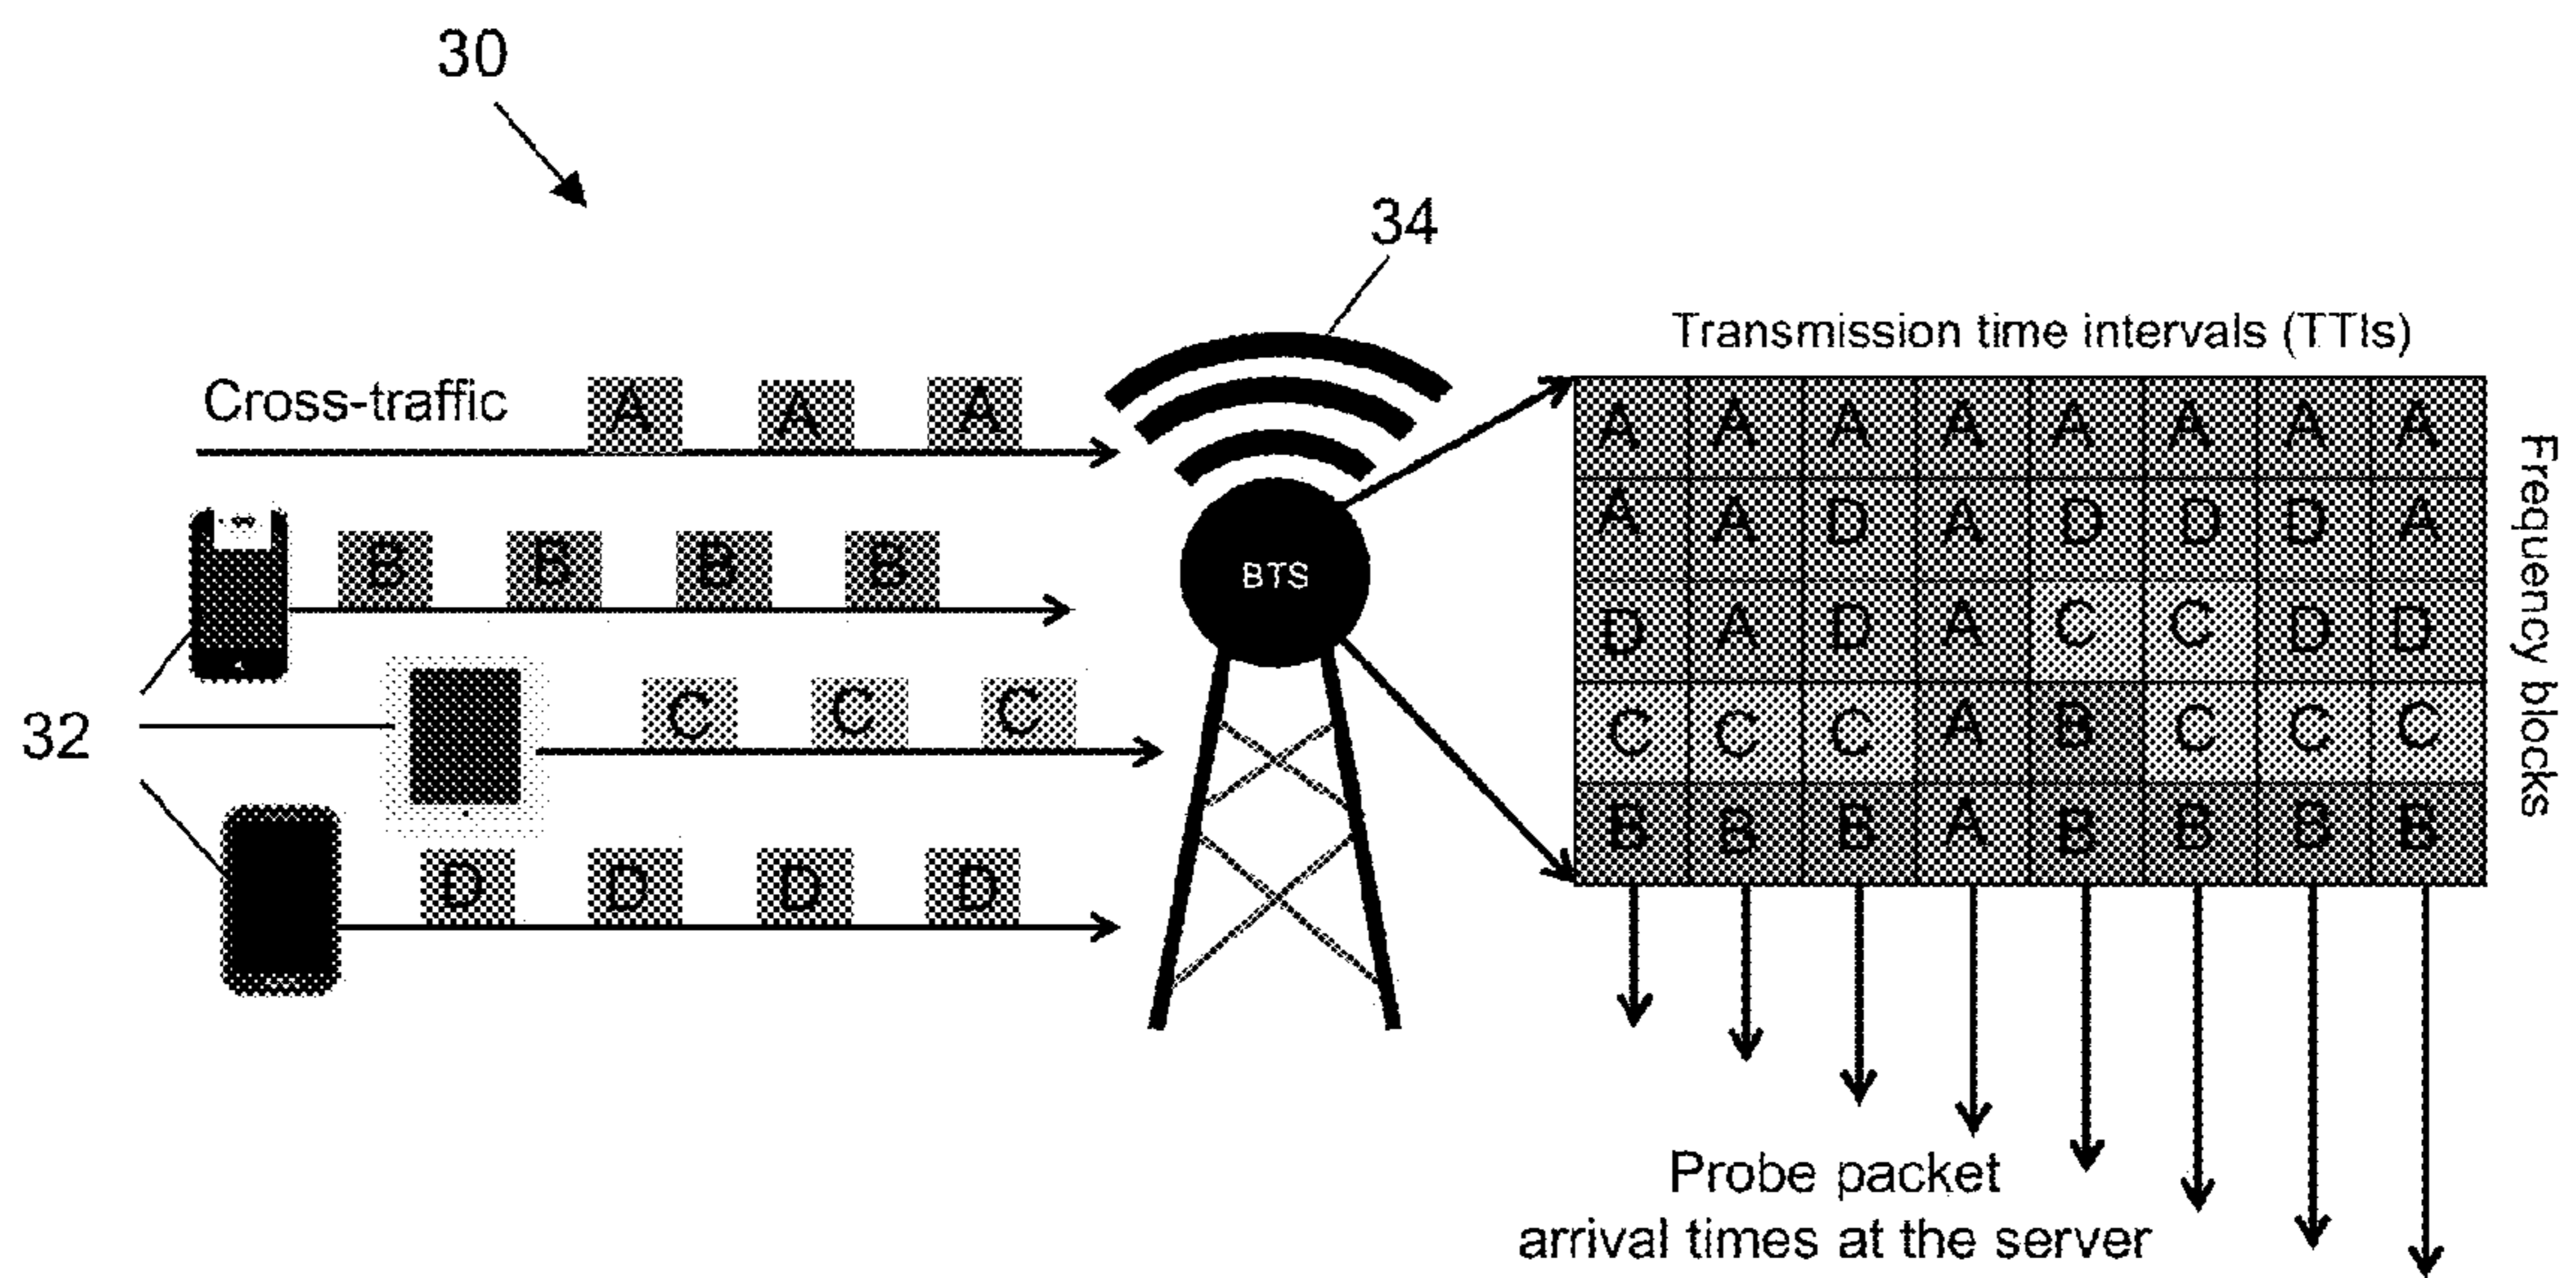 30
34
Transmission time intervals (TTIs)
Cross-traffic
A A A
B B B B
C C C
D D D D
32
BTS
A A A A A A A A
A A D A D D D A
D A D A C C D D
C C C A B C C C
B B B A B B B B
Frequency blocks
Probe packet
arrival times at the server